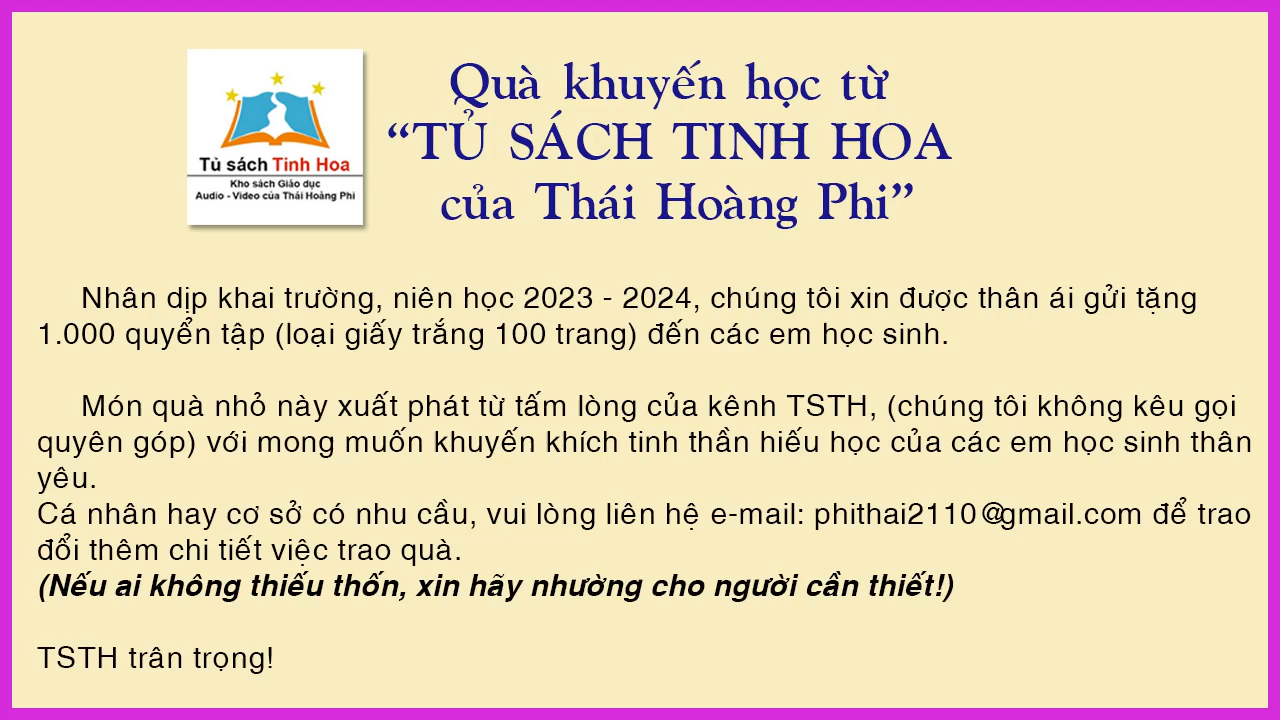 Tủ sách Tinh Hoa
Kho sách Giáo dục
Audio - Video của Thái Hoàng Phi
Quà khuyến học từ
“TỦ SÁCH TINH HOA
của Thái Hoàng Phi”
Nhân dịp khai trường, niên học 2023 - 2024, chúng tôi xin được thân ái gửi tặng
1.000 quyển tập (loại giấy trắng 100 trang) đến các em học sinh.
Món quà nhỏ này xuất phát từ tấm lòng của kênh TSTH, (chúng tôi không kêu gọi
quyên góp) với mong muốn khuyến khích tinh thần hiếu học của các em học sinh thân
yêu.
Cá nhân hay cơ sở có nhu cầu, vui lòng liên hệ e-mail: phithai2110@gmail.com để trao
đổi thêm chi tiết việc trao quà.
(Nếu ai không thiếu thốn, xin hãy nhường cho người cần thiết!)
TSTH trân trọng!